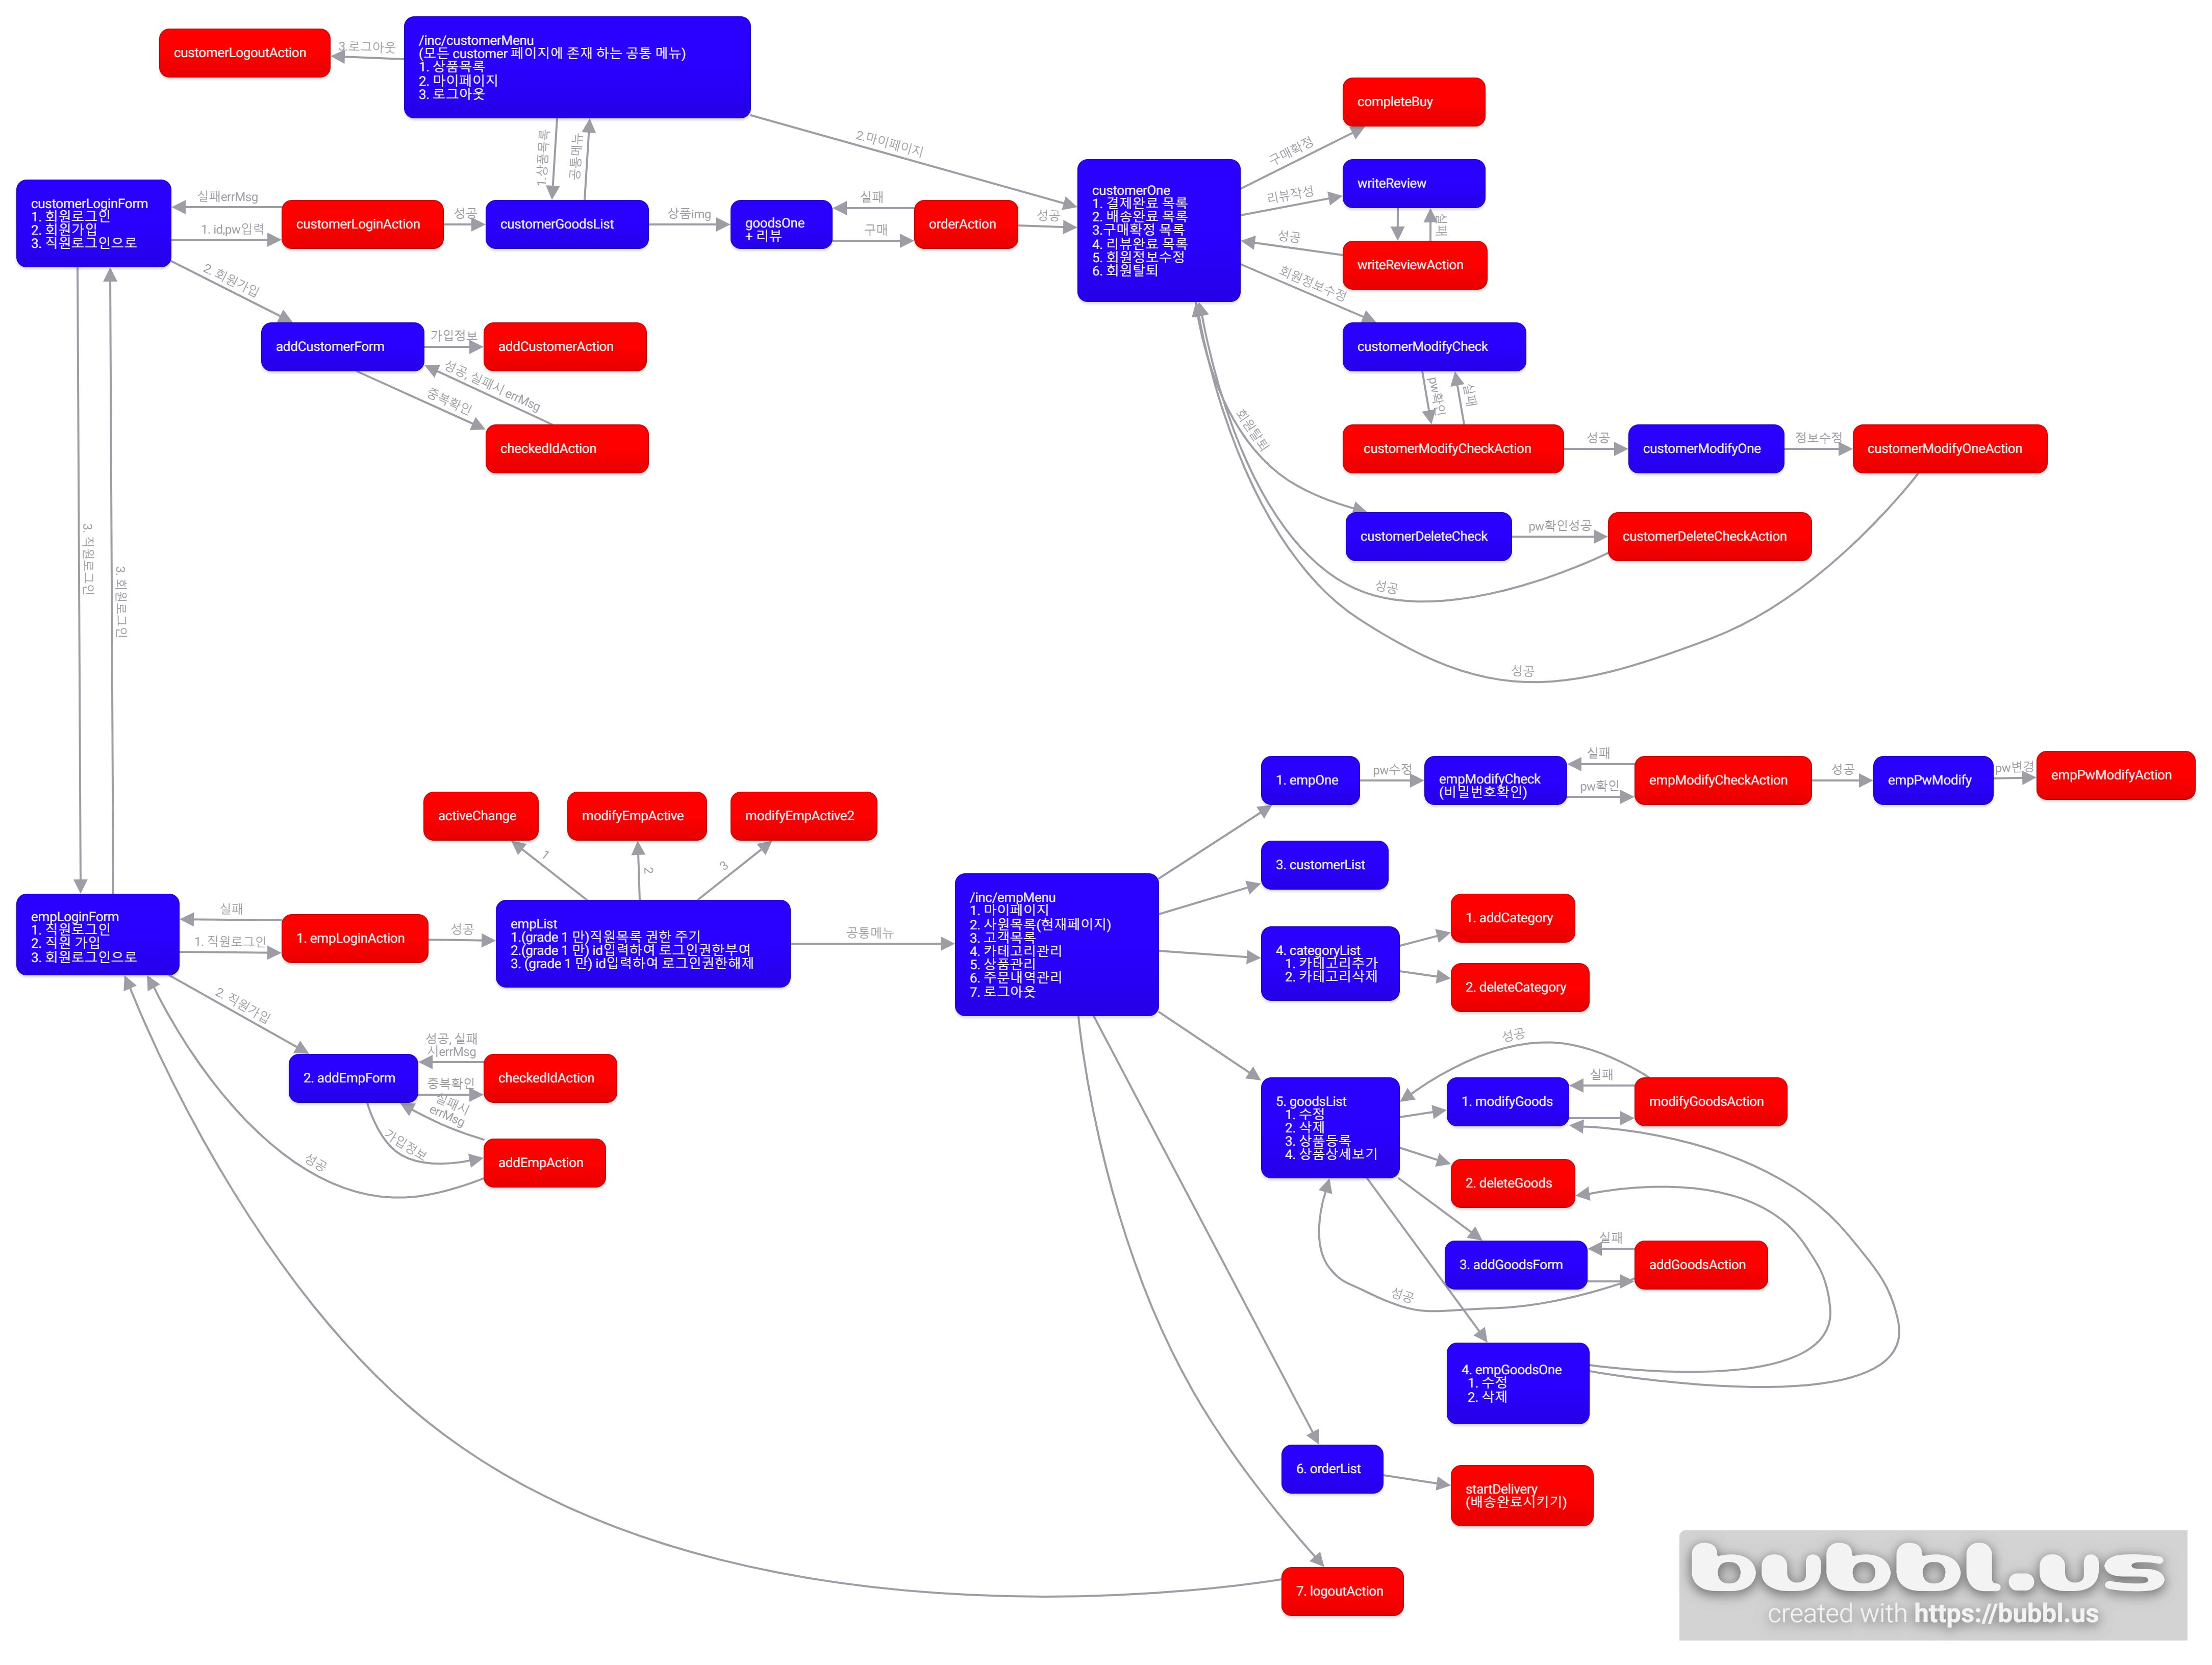 /inc/customerMenu
(모든 customer 페이지에 존재 하는 공통 메뉴)
1. 상품목록
2. 마이페이지
3. 로그아웃
customerLogoutAction
3.로그아웃
completeBuy
1.상품목록
공통메뉴
2.마이페이지
구매확정
customerLoginForm
1. 회원로그인
2. 회원가입
3. 직원로그인으로
실패errMsg
1. id,pw입력
customerLoginAction
성공
customerGoodsList
상품img
goodsOne
+ 리뷰
실패
구매
orderAction
성공
customerOne
1. 결제완료 목록
2. 배송완료 목록
3.구매확정 목록
4. 리뷰완료 목록
5. 회원정보수정
6. 회원탈퇴
리뷰작성
writeReview
실패
성공
writeReviewAction
회원정보수정
2. 회원가입
addCustomerForm
가입정보
addCustomerAction
성공, 실패시 errMsg
중복확인
checkedIdAction
customerModifyCheck
pw확인
실패
customerModifyCheckAction
성공
customerModifyOne
정보수정
customerModifyOneAction
회원탈퇴
customerDeleteCheck
pw확인성공
customerDeleteCheckAction
성공
성공
3. 직원로그인
3. 회원로그인
1. empOne
pw수정
empModifyCheck
(비밀번호확인)
실패
pw확인
empModifyCheckAction
성공
empPwModify
pw변경
empPwModifyAction
activeChange
modifyEmpActive
modifyEmpActive2
1
2
3
3. customerList
empLoginForm
1. 직원로그인
2. 직원 가입
3. 회원로그인으로
실패
1. 직원로그인
1. empLoginAction
성공
empList
1.(grade 1 만)직원목록 권한 주기
2.(grade 1 만) id입력하여 로그인권한부여
3. (grade 1 만) id입력하여 로그인권한해제
공통메뉴
/inc/empMenu
1. 마이페이지
2. 사원목록(현재페이지)
3. 고객목록
4. 카테고리관리
5. 상품관리
6. 주문내역관리
7. 로그아웃
4. categoryList
1. 카테고리추가
2. 카테고리삭제
1. addCategory
2. deleteCategory
2. 직원가입
2. addEmpForm
성공, 실패
시errMsg
중복확인
checkedIdAction
실패시
errMsg
가입정보
addEmpAction
성공
5. goodsList
1. 수정
2. 삭제
3. 상품등록
4. 상품상세보기
성공
1. modifyGoods
실패
modifyGoodsAction
2. deleteGoods
3. addGoodsForm
실패
addGoodsAction
성공
4. empGoodsOne
1. 수정
2. 삭제
6. orderList
startDelivery
(배송완료시키기)
7. logoutAction
bubbl.us
created with https://bubbl.us